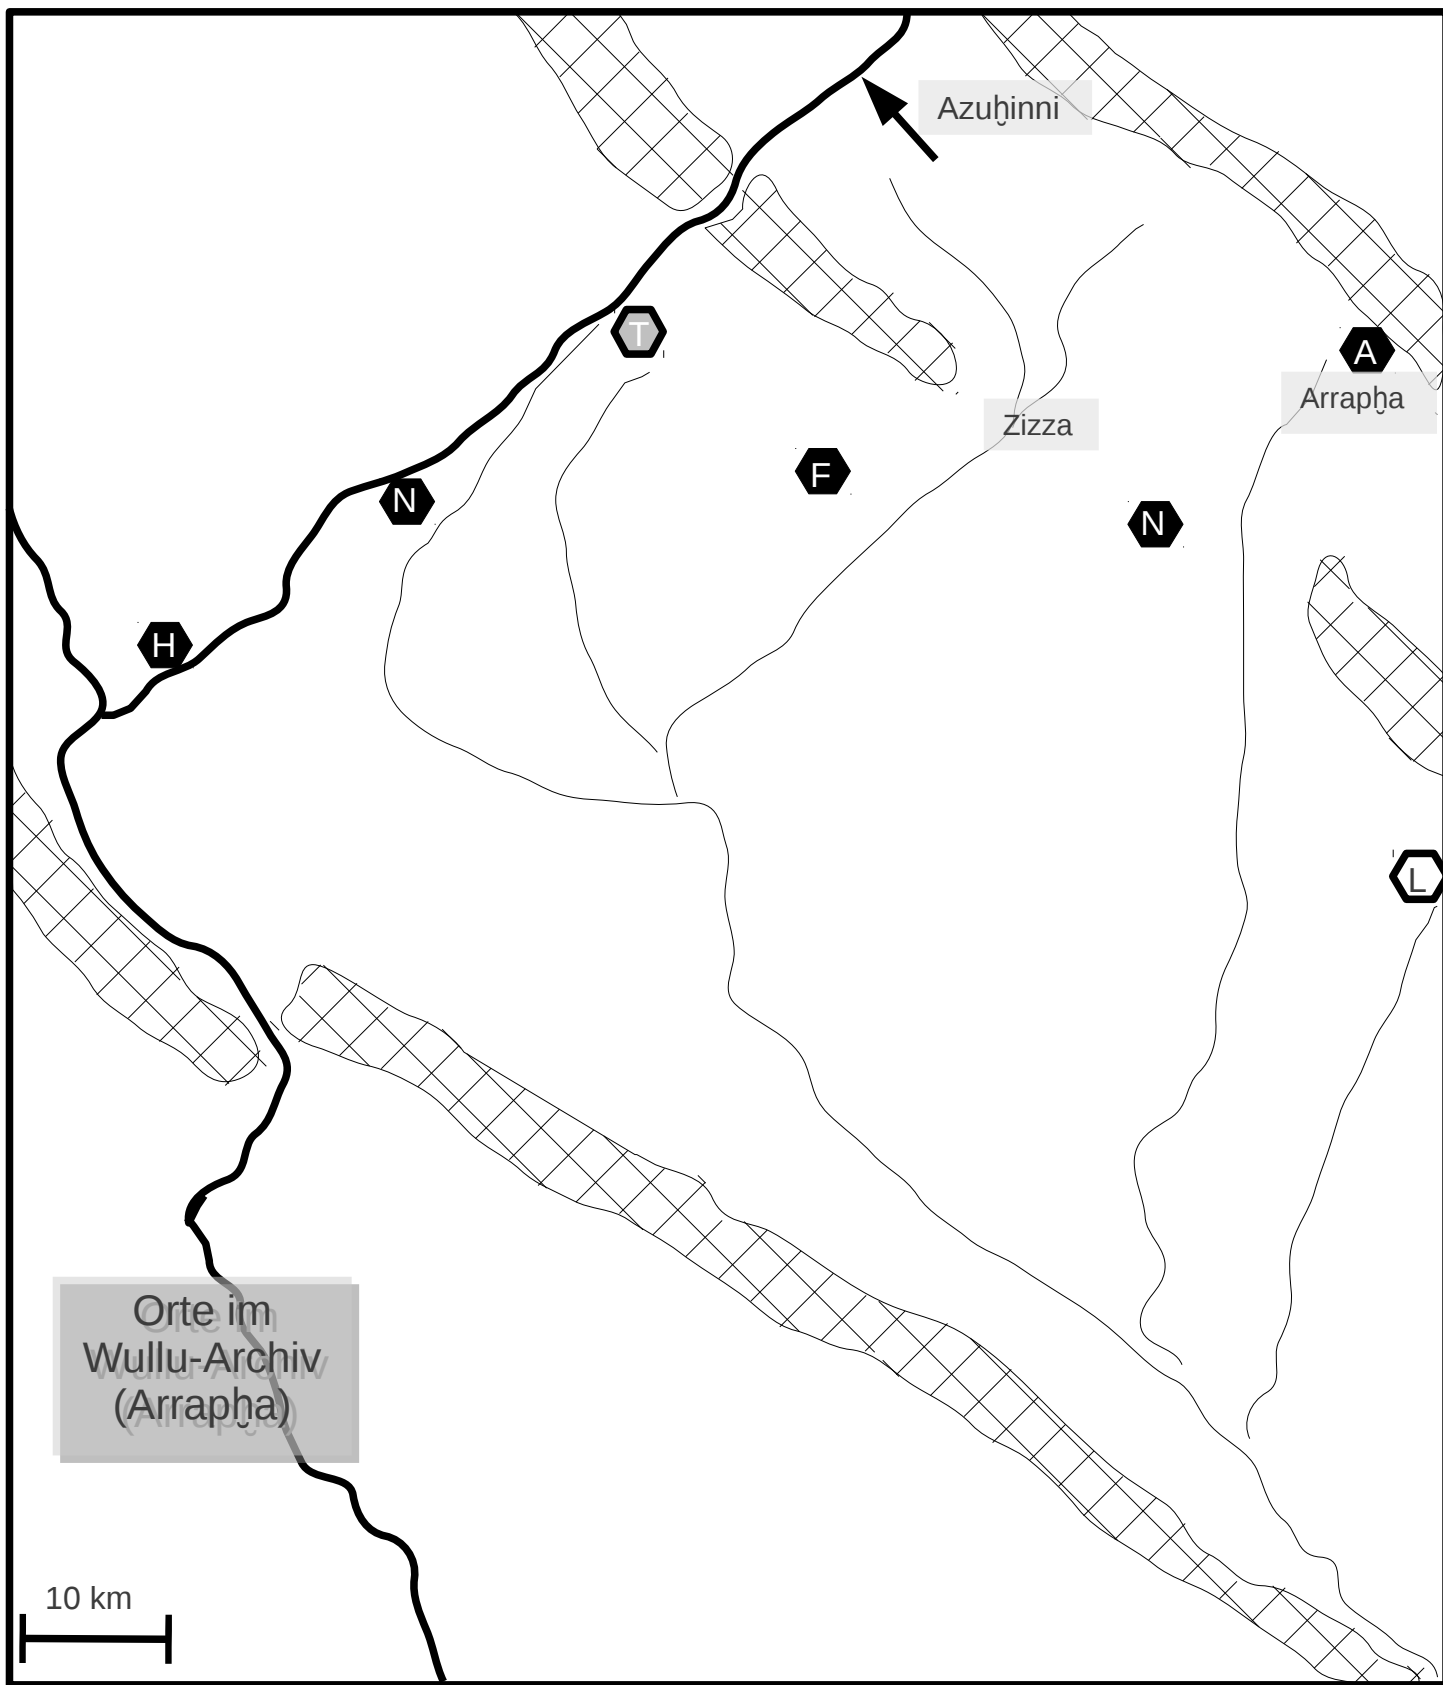 Azuḫinni
T
A
Arrapḫa
Zizza
F
N
N
H
L
Orte im
Wullu-Archiv
(Arrapḫa)
10 km